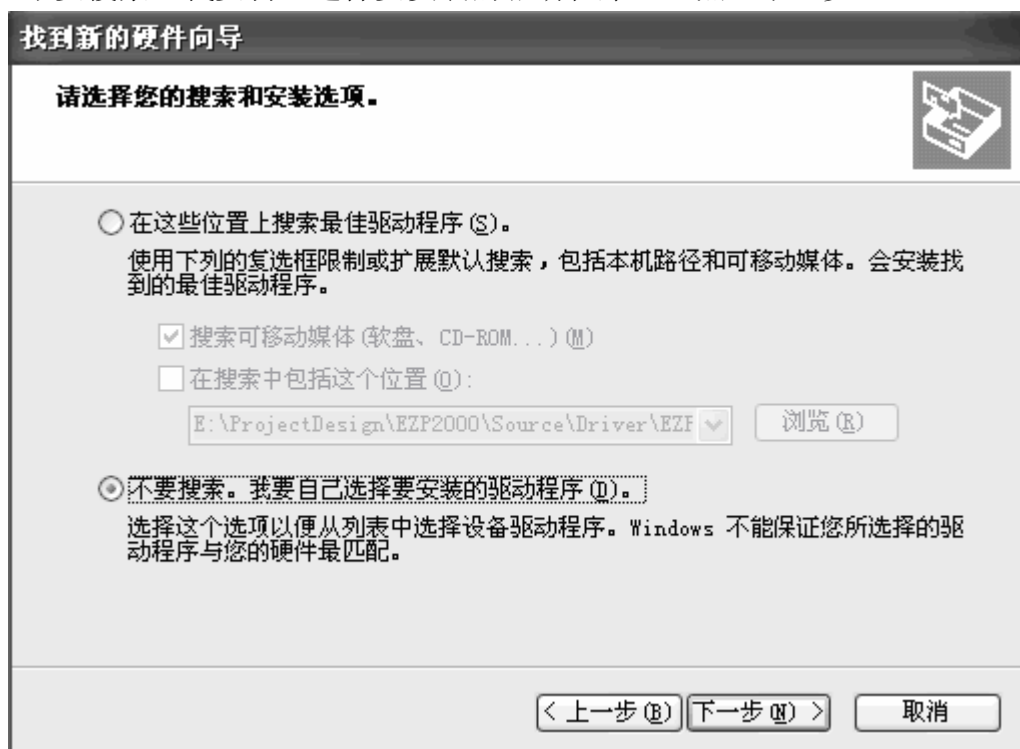 找到新的硬件向导
请选择您的搜索和安装选项。
在这些位置上搜索最佳驱动程序(S)。
使用下列的复选框限制或扩展默认搜索，包括本机路径和可移动媒体。会安装找
到的最佳驱动程序。
搜索可移动媒体(软盘、CD-ROM...)(M)
在搜索中包括这个位置(O):
E:\ProjectDesign\EZP2000\Source\Driver\EZP
浏览(R)
不要搜索。我要自己选择要安装的驱动程序(D)。
选择这个选项以便从列表中选择设备驱动程序。Windows 不能保证您所选择的驱
动程序与您的硬件最匹配。
< 上一步(B) 下一步(N) > 取消